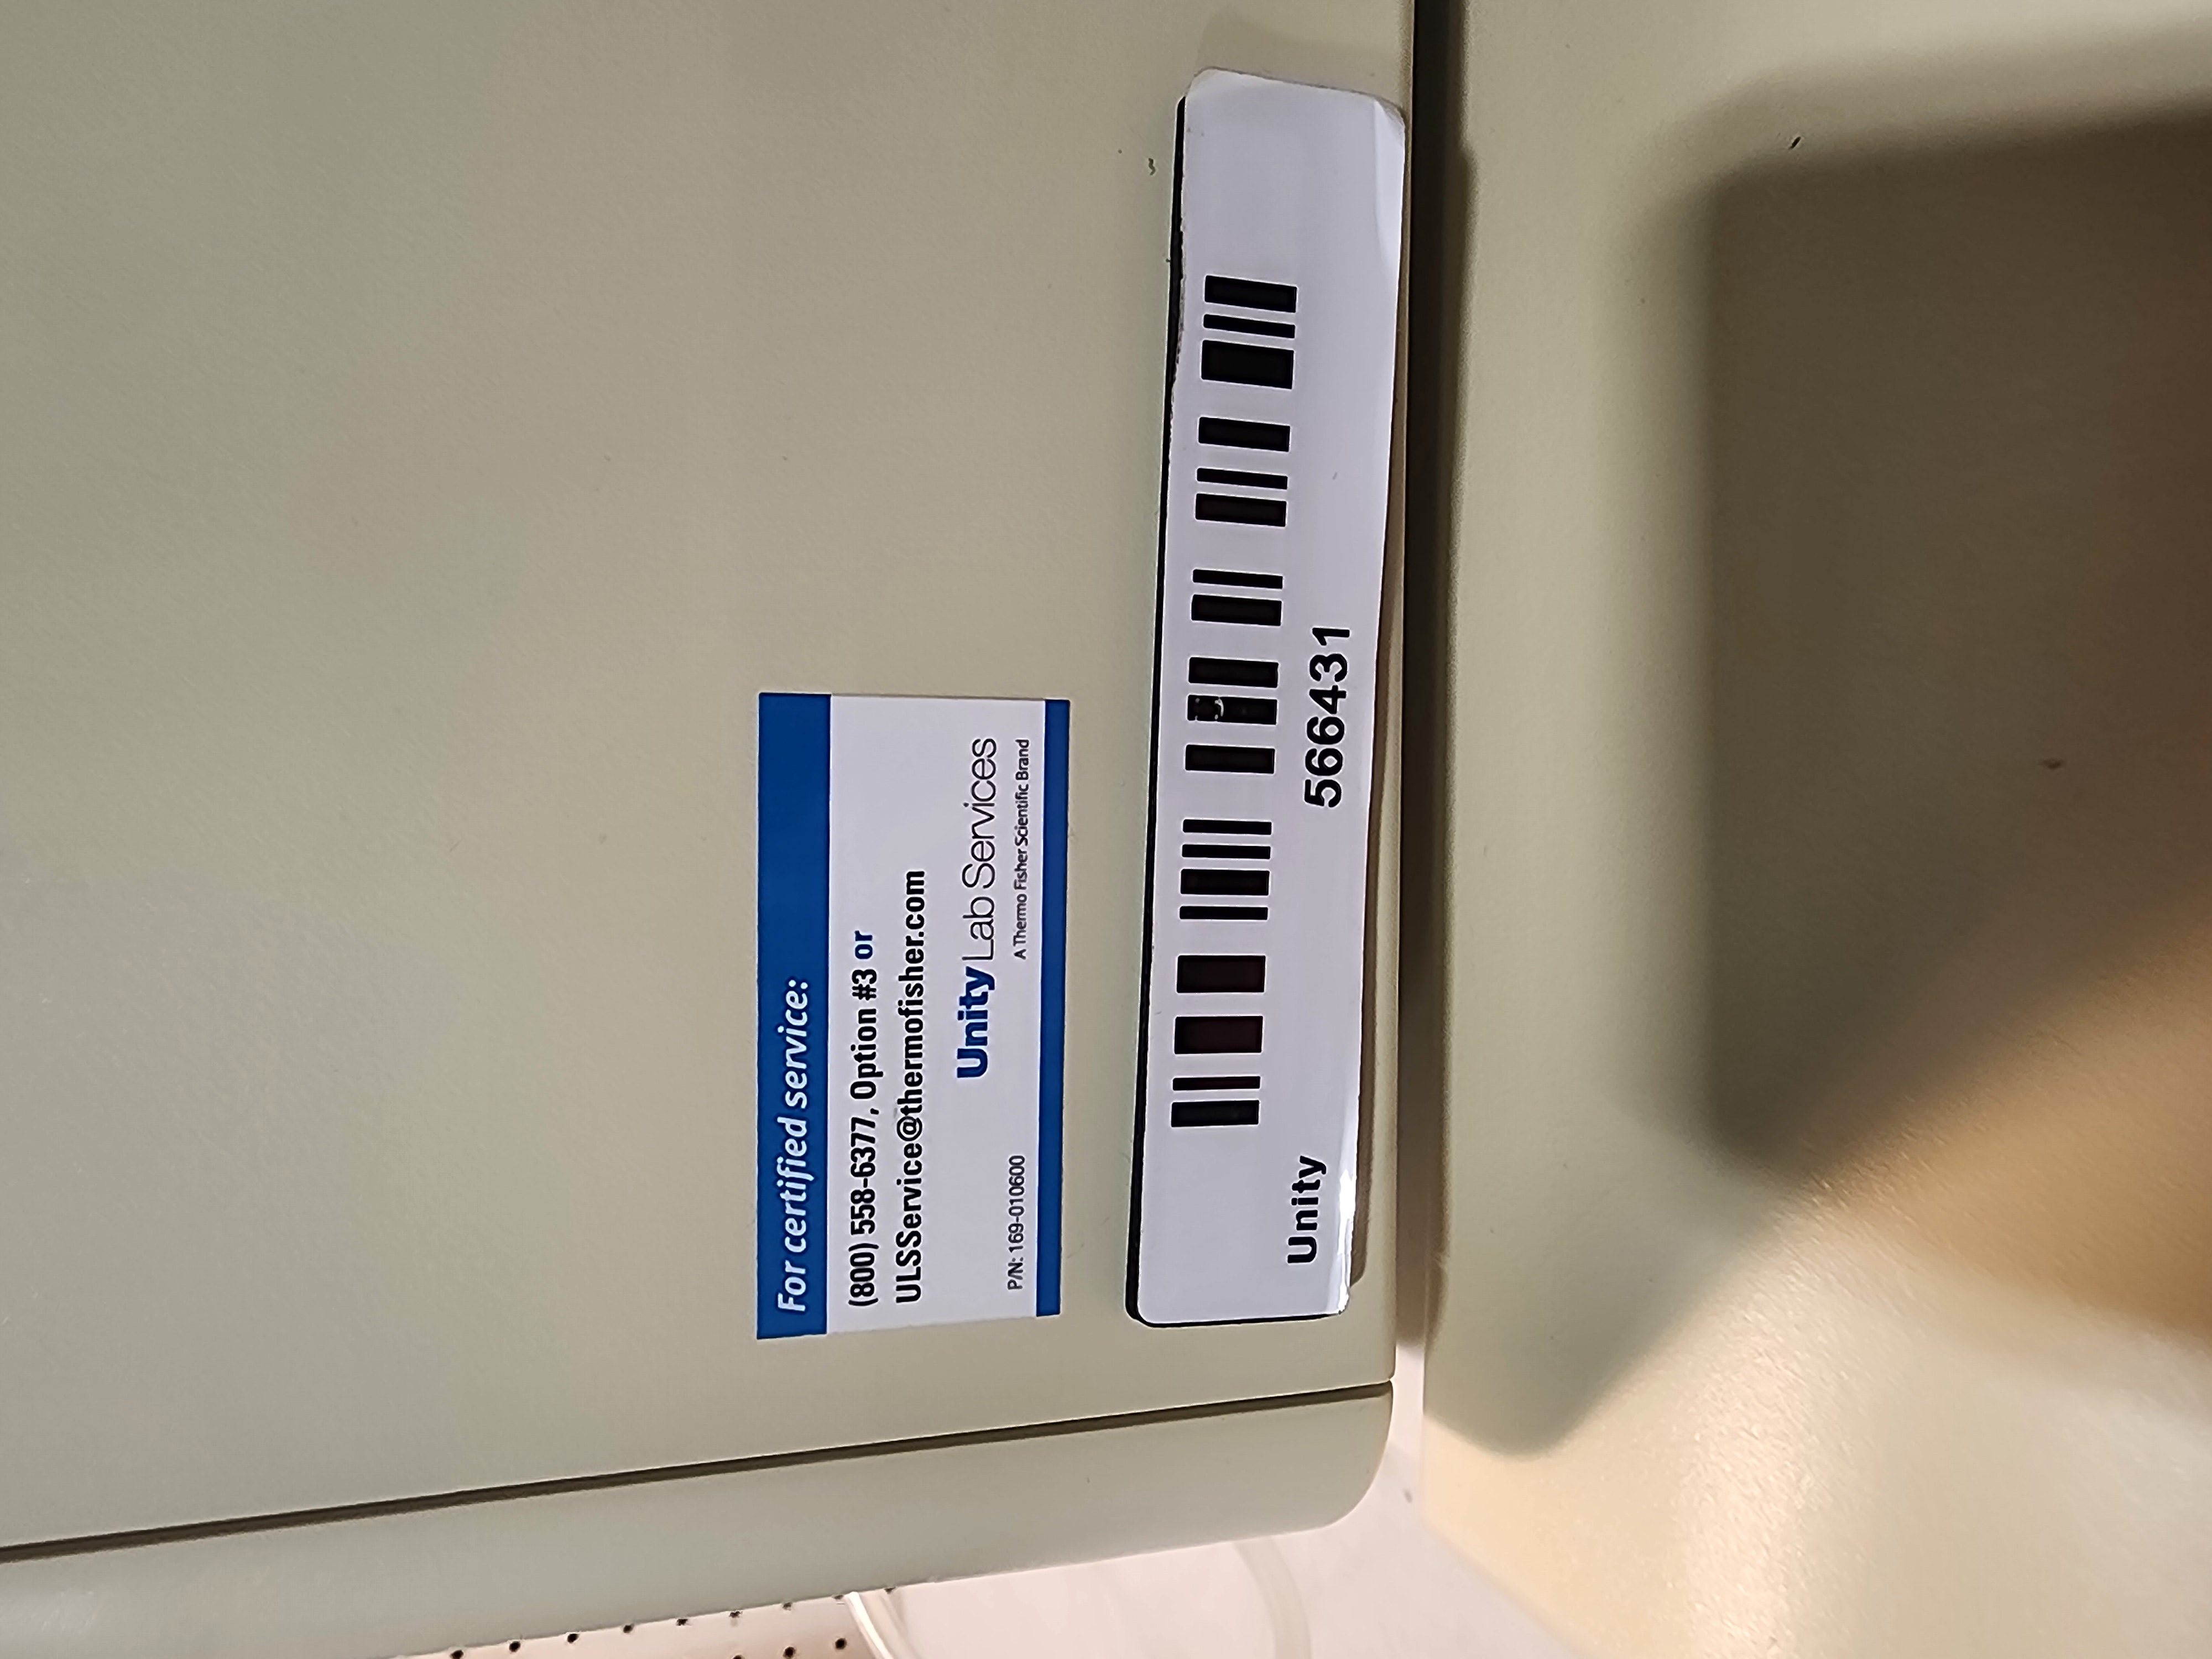 For certified service:
(800) 558-6377, Option #3 or
ULSService@thermofisher.com
Unity Lab Services
A Thermo Fisher Scientific Brand
P/N: 169-010600
566431
Unity